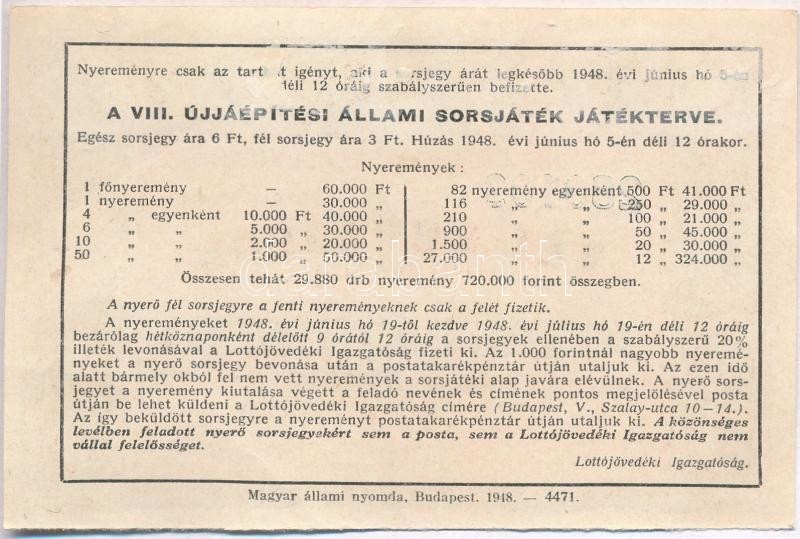 Nyereményre csak az tart igényt, aki a sorsjegy árát legkésőbb 1948. évi június hó 5-én
déli 12 óráig szabályszerűen befizette.
A VIII. ÚJJÁÉPÍTÉSI ÁLLAMI SORSJÁTÉK JÁTÉKTERVE.
Egész sorsjegy ára 6 Ft, fél sorsjegy ára 3 Ft. Húzás 1948. évi június hó 5-én déli 12 órakor.
Nyeremények :
1 főnyeremény — 60.000 Ft
1 nyeremény — 30.000 „
4 „ egyenként 10.000 Ft 40.000 „
6 „ „ 5.000 „ 30.000 „
10 „ „ 2.000 „ 20.000 „
50 „ „ 1.000 „ 50.000 „
82 nyeremény egyenként 500 Ft 41.000 Ft
116 „ „ 250 „ 29.000 „
210 „ „ 100 „ 21.000 „
900 „ „ 50 „ 45.000 „
1.500 „ „ 20 „ 30.000 „
27.000 „ „ 12 „ 324.000 „
Összesen tehát 29.880 drb nyeremény 720.000 forint összegben.
A nyerő fél sorsjegyre a fenti nyereményeknek csak a felét fizetik.
A nyereményeket 1948. évi június hó 19-től kezdve 1948. évi július hó 19-én déli 12 óráig
bezárólag hétköznaponként délelőtt 9 órától 12 óráig a sorsjegyek ellenében a szabályszerű 20%
illeték levonásával a Lottójövedéki Igazgatóság fizeti ki. Az 1.000 forintnál nagyobb nyeremé-
nyeket a nyerő sorsjegy bevonása után a postatakarékpénztár útján utaljuk ki. Az ezen idő
alatt bármely okból fel nem vett nyeremények a sorsjátéki alap javára elévülnek. A nyerő sors-
jegyet a nyeremény kiutalása végett a feladó nevének és címének pontos megjelölésével posta
útján be lehet küldeni a Lottójövedéki Igazgatóság címére (Budapest, V., Szalay-utca 10—14.).
Az így beküldött sorsjegyre a nyereményt postatakarékpénztár útján utaljuk ki. A közönséges
levélben feladott nyerő sorsjegyekért sem a posta, sem a Lottójövedéki Igazgatóság nem
vállal felelősséget.
Lottójövedéki Igazgatóság.
Magyar állami nyomda, Budapest. 1948. — 4471.
darabanth